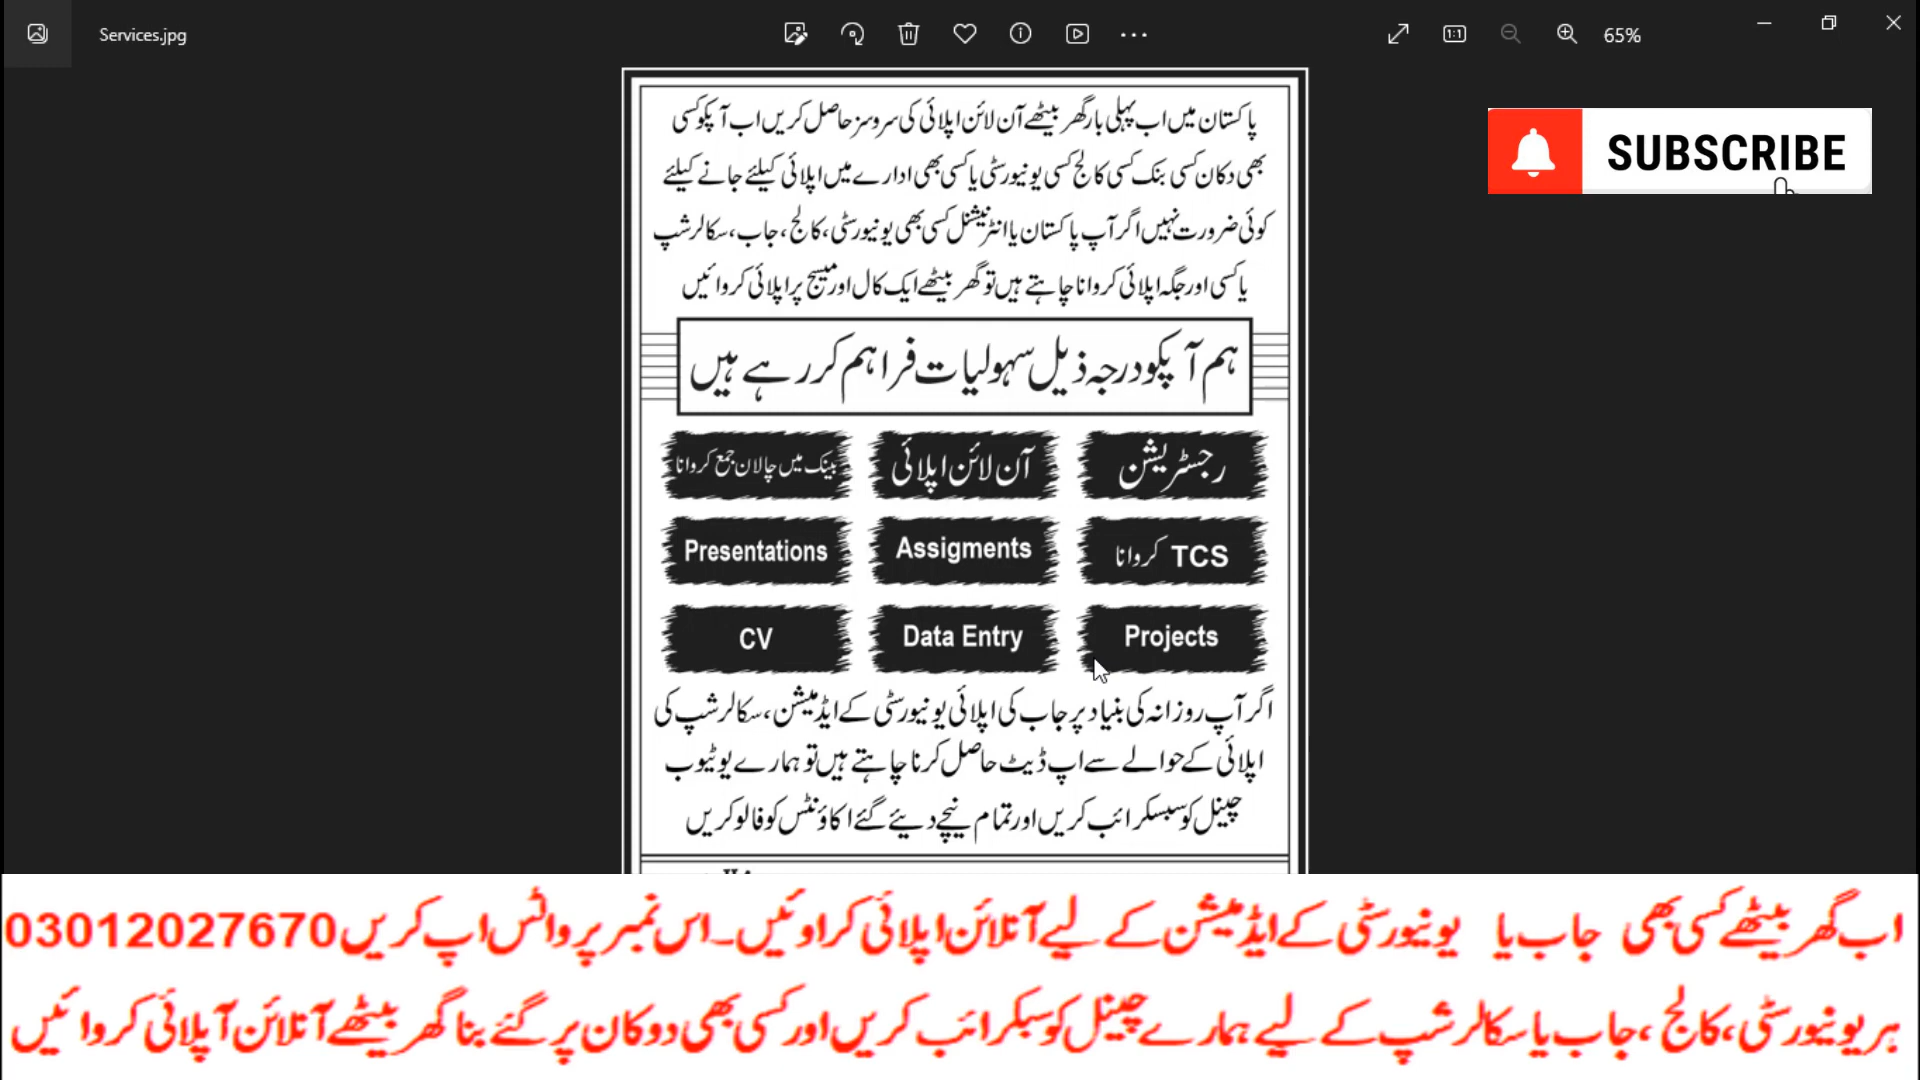 Services.jpg
65%
SUBSCRIBE
پاکستان میں اب پہلی بار گھر بیٹھے آن لائن اپلائی کی سروسز حاصل کریں اب آپکو کسی
بھی دکان کسی بنک کسی کالج کسی یونیورسٹی یا کسی بھی ادارے میں اپلائی کیلئے جانے کیلئے
کوئی ضرورت نہیں اگر آپ پاکستان یا انٹرنیشنل کسی بھی یونیورسٹی، کالج، جاب، سکالرشپ
یا کسی اور جگہ اپلائی کروانا چاہتے ہیں تو گھر بیٹھے ایک کال اور میسج پر اپلائی کروائیں
ہم آپکو درجہ ذیل سہولیات فراہم کر رہے ہیں
رجسٹریشن
آن لائن اپلائی
بینک میں چالان جمع کروانا
TCS کروانا
Assigments
Presentations
Projects
Data Entry
CV
اگر آپ روزانہ کی بنیاد پر جاب کی اپلائی یونیورسٹی کے ایڈمیشن، سکالرشپ کی
اپلائی کے حوالے سے اپ ڈیٹ حاصل کرنا چاہتے ہیں تو ہمارے یوٹیوب
چینل کو سبسکرائب کریں اور تمام نیچے دیئے گئے اکاؤنٹس کو فالو کریں
اب گھر بیٹھے کسی بھی جاب یا یونیورسٹی کے ایڈمیشن کے لیے آنلائن اپلائی کراوئیں۔ اس نمبر پر واٹس اپ کریں 03012027670
ہر یونیورسٹی، کالج، جاب یا سکالرشپ کے لیے ہمارے چینل کو سبکرائب کریں اور کسی بھی دوکان پر گئے بنا گھر بیٹھے آنلائن آپلائی کروائیں